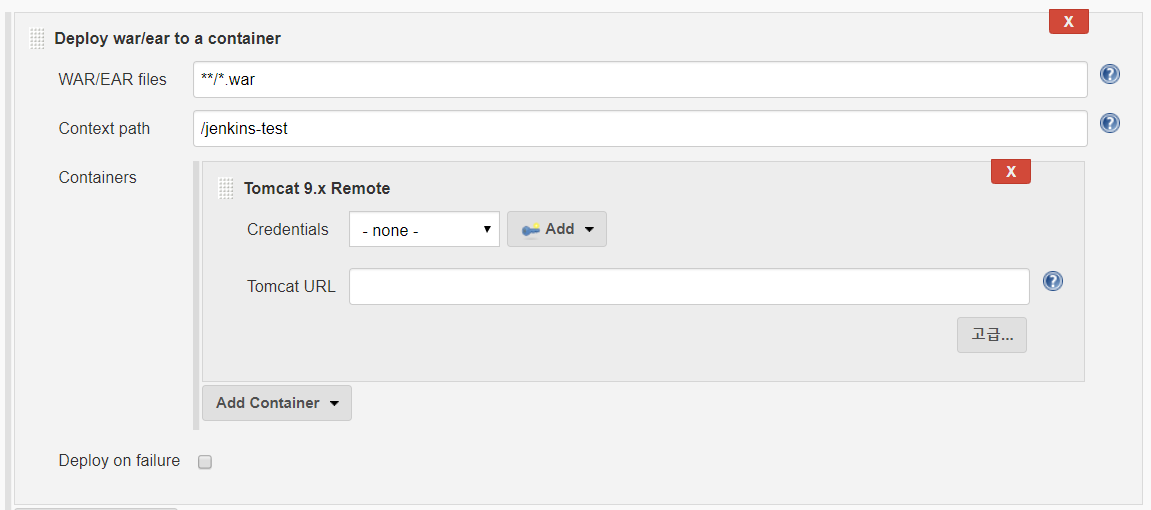 X
Deploy war/ear to a container
WAR/EAR files **/*.war ?
Context path /jenkins-test ?
Containers
X
Tomcat 9.x Remote
Credentials - none - Add
Tomcat URL ?
고급...
Add Container
Deploy on failure